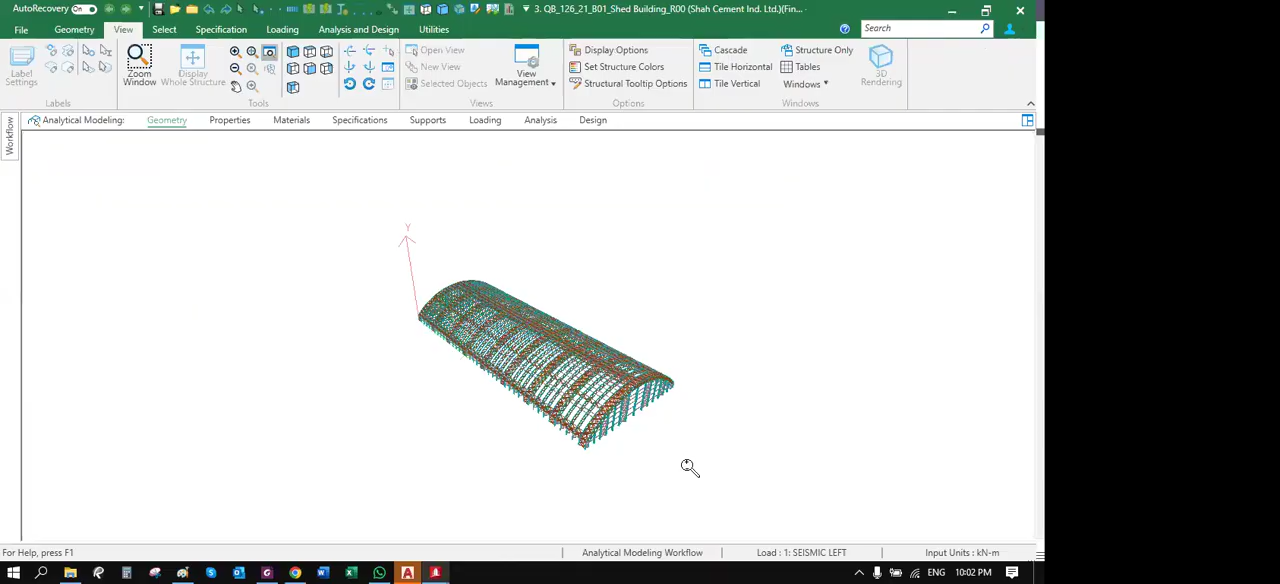 AutoRecovery On 3. QB_126_21_B01_Shed Building_R00 (Shah Cement Ind. Ltd.)(Fin...
File Geometry View Select Specification Loading Analysis and Design Utilities Search
Label Settings
Zoom Window
Display Whole Structure
Open View
New View
Selected Objects
View Management
Display Options
Set Structure Colors
Structural Tooltip Options
Cascade
Tile Horizontal
Tile Vertical
Structure Only
Tables
Windows
3D Rendering
Labels Tools Views Options Windows
Workflow
Analytical Modeling: Geometry Properties Materials Specifications Supports Loading Analysis Design
Y
For Help, press F1 Analytical Modeling Workflow Load : 1: SEISMIC LEFT Input Units : kN-m
ENG 10:02 PM